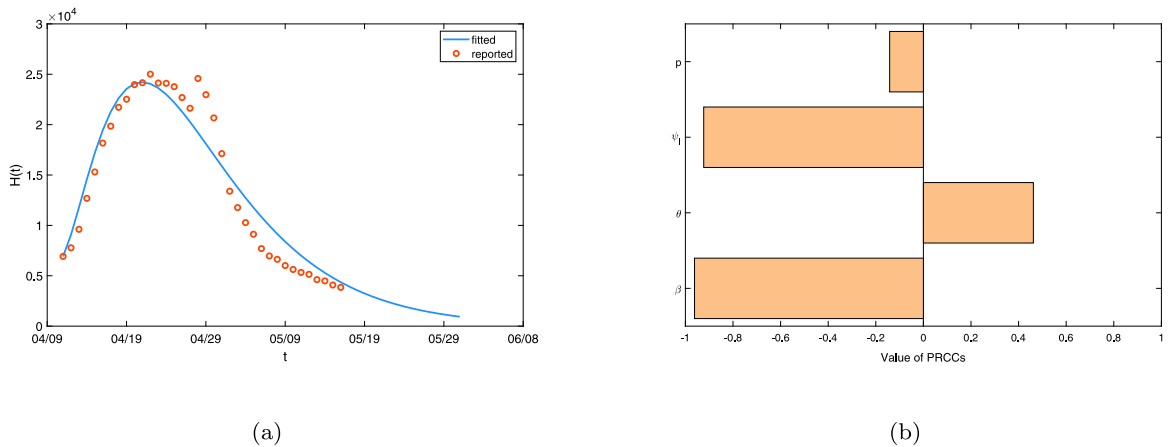 ×10⁴
3
2.5
2
1.5
1
0.5
0
H(t)
fitted
reported
04/09 04/19 04/29 05/09 05/19 05/29 06/08
t
(a)
p
ψ_I
θ
β
-1 -0.8 -0.6 -0.4 -0.2 0 0.2 0.4 0.6 0.8 1
Value of PRCCs
(b)